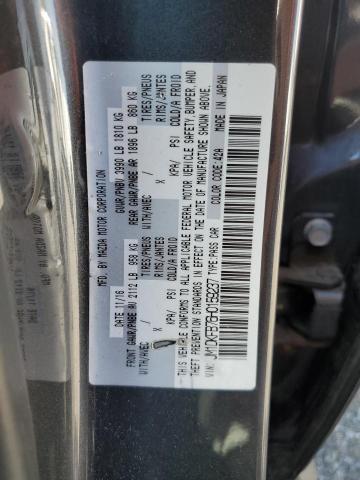 MFD. BY MAZDA MOTOR CORPORATION
DATE 11/16 GVWR/PNBV 3990 LB 1810 KG
FRONT GAWR/PNBE AV 2112 LB 958 KG REAR GAWR/PNBE AR 1896 LB 860 KG
WITH/AVEC TIRES/PNEUS WITH/AVEC TIRES/PNEUS
X RIMS/JANTES X RIMS/JANTES
KPA/ PSI COLD/A FROID KPA/ PSI COLD/A FROID
THIS VEHICLE CONFORMS TO ALL APPLICABLE FEDERAL MOTOR VEHICLE SAFETY, BUMPER, AND
THEFT PREVENTION STANDARDS IN EFFECT ON THE DATE OF MANUFACTURE SHOWN ABOVE.
VIN: TYPE:PASS CAR COLOR CODE:42A MADE IN JAPAN